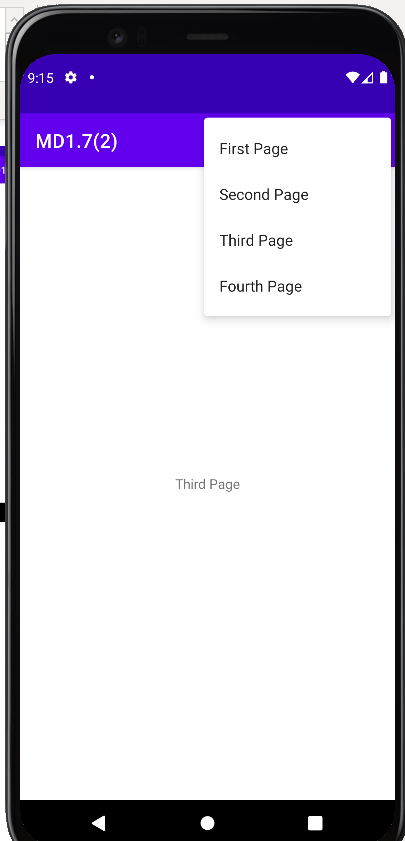 9:15
MD1.7(2)
First Page
Second Page
Third Page
Fourth Page
Third Page